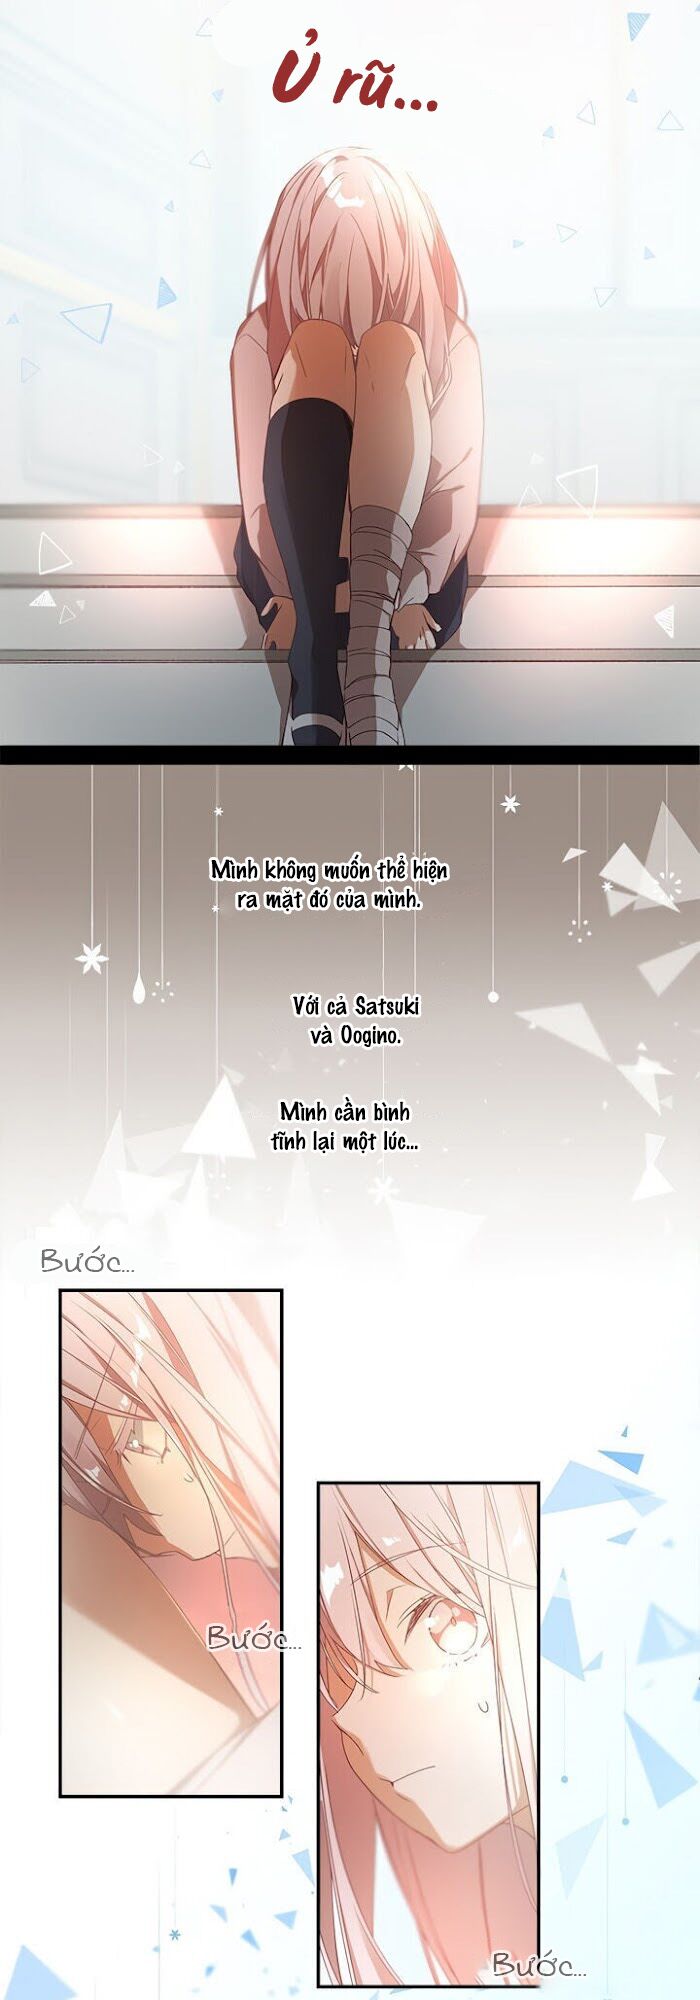 Ủ rũ...
Mình không muốn thể hiện
ra mặt đó của mình.
Với cả Satsuki
và Oogino.
Mình cần bình
tĩnh lại một lúc...
Bước...
Bước...
Bước...